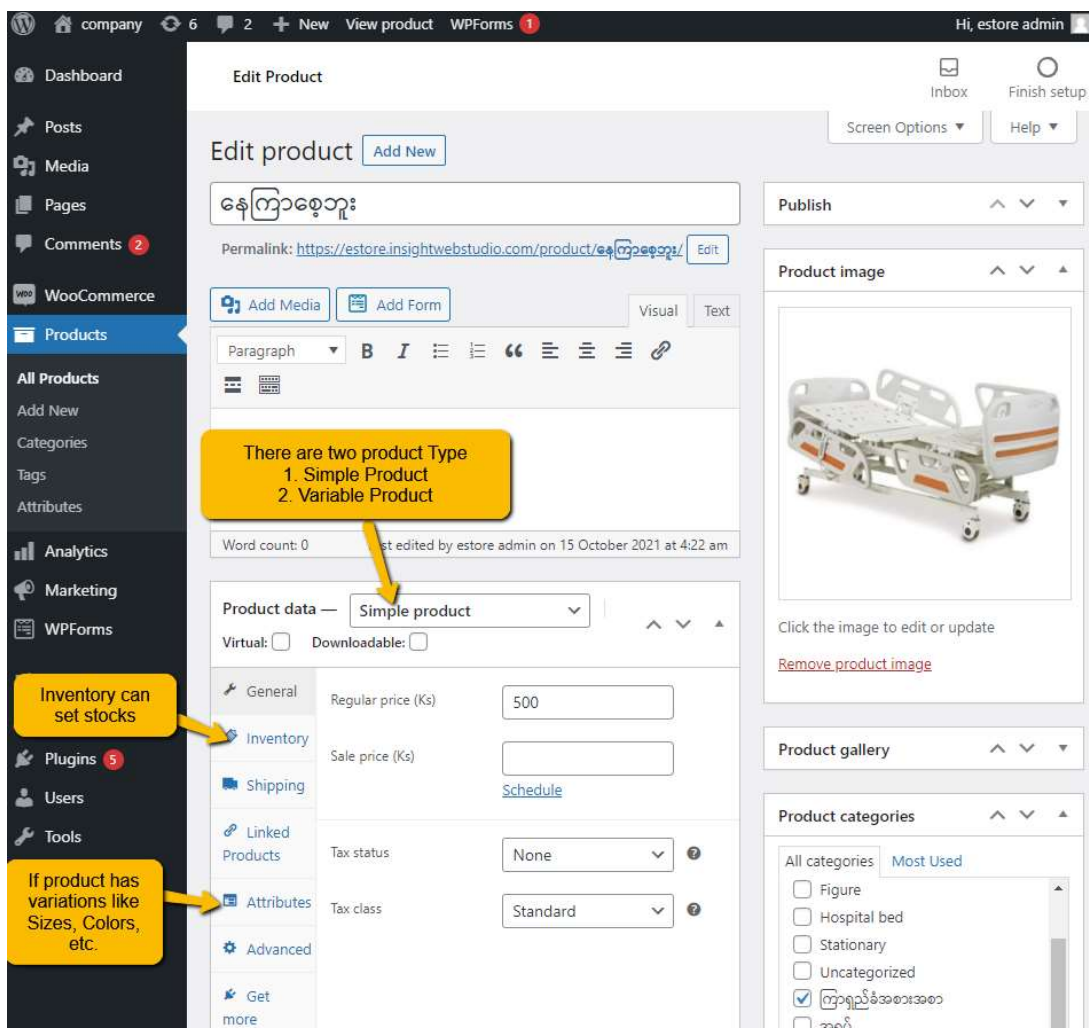 company 6 2 + New View product WPForms 1 Hi, estore admin
Dashboard
Posts
Media
Pages
Comments 2
WooCommerce
Products
All Products
Add New
Categories
Tags
Attributes
Analytics
Marketing
WPForms
Plugins 5
Users
Tools
Edit Product
Inbox
Finish setup
Screen Options
Help
Edit product Add New
နေကြာစေ့ဘူး
Permalink: https://estore.insightwebstudio.com/product/နေကြာစေ့ဘူး/ Edit
Add Media Add Form Visual Text
Paragraph B I
There are two product Type
1. Simple Product
2. Variable Product
Word count: 0 st edited by estore admin on 15 October 2021 at 4:22 am
Product data — Simple product
Virtual: Downloadable:
General
Inventory
Shipping
Linked
Products
Attributes
Advanced
Get
more
Regular price (Ks) 500
Sale price (Ks)
Schedule
Tax status None
Tax class Standard
Inventory can
set stocks
If product has
variations like
Sizes, Colors,
etc.
Publish
Product image
Click the image to edit or update
Remove product image
Product gallery
Product categories
All categories Most Used
Figure
Hospital bed
Stationary
Uncategorized
ကြာရှည်ခံအစားအစာ